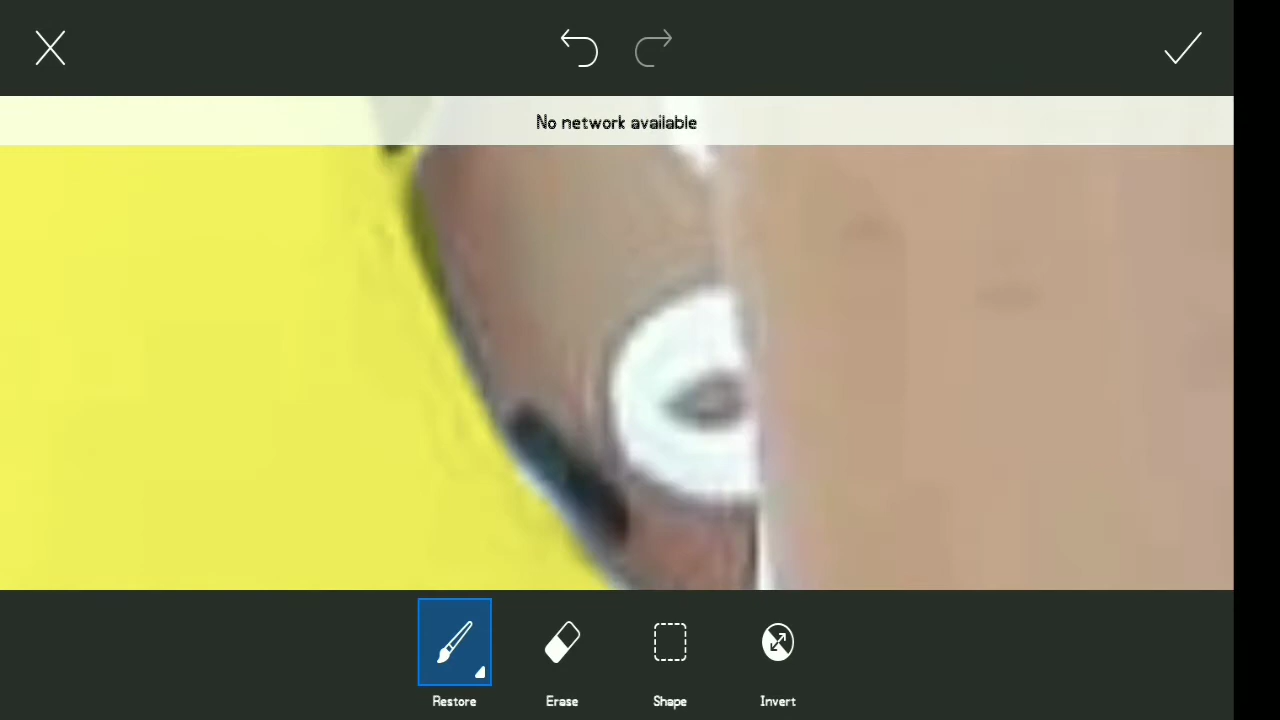 No network available
Restore
Erase
Shape
Invert